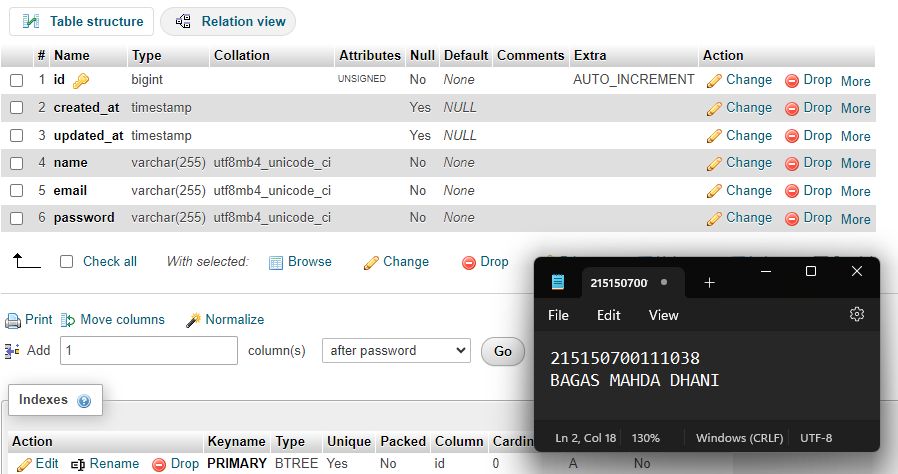 Table structure Relation view
# Name Type Collation Attributes Null Default Comments Extra Action
1 id bigint UNSIGNED No None AUTO_INCREMENT Change Drop More
2 created_at timestamp Yes NULL Change Drop More
3 updated_at timestamp Yes NULL Change Drop More
4 name varchar(255) utf8mb4_unicode_ci No None Change Drop More
5 email varchar(255) utf8mb4_unicode_ci No None Change Drop More
6 password varchar(255) utf8mb4_unicode_ci No None Change Drop More
Check all With selected: Browse Change Drop
Print Move columns Normalize
Add 1 column(s) after password Go
Indexes
Action Keyname Type Unique Packed Column Cardin
Edit Rename Drop PRIMARY BTREE Yes No id 0 A No
215150700
File Edit View
215150700111038
BAGAS MAHDA DHANI
Ln 2, Col 18 130% Windows (CRLF) UTF-8